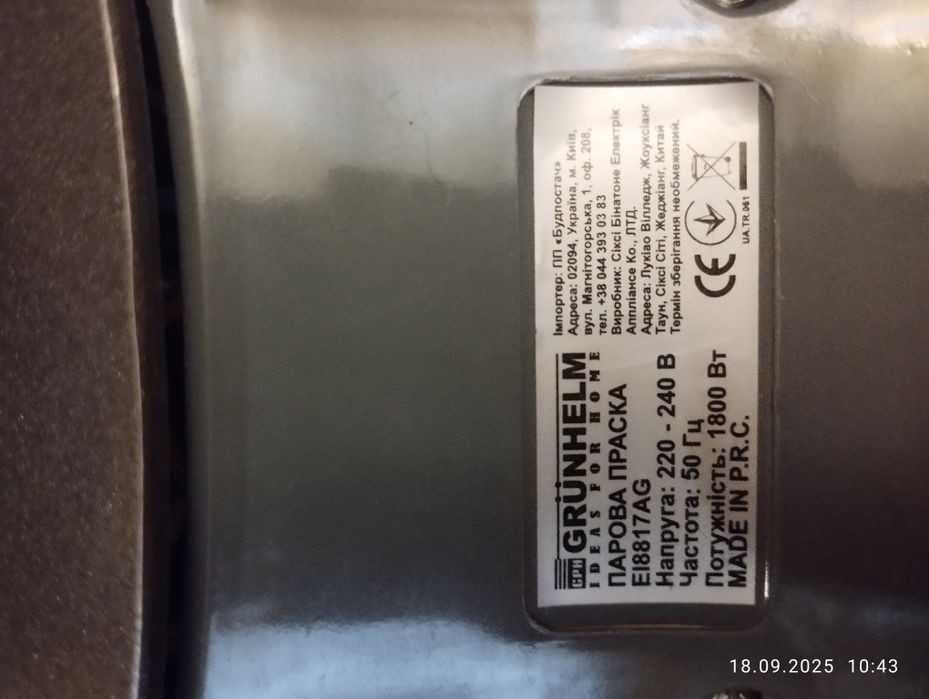 GPH GRÜNHELM
IDEAS FOR HOME
ПАРОВА ПРАСКА
EI8817AG
Напруга: 220 - 240 В
Частота: 50 Гц
Потужність: 1800 Вт
MADE IN P.R.C.
Імпортер: ПП «Будпостач»
Адреса: 02094, Україна, м. Київ,
вул. Магнітогорська, 1, оф. 208,
тел. +38 044 393 03 83
Виробник: Сіксі Бінатоне Електрік
Аппліансе Ко., ЛТД.
Адреса: Лукіао Вілледж, Жоуксіанг
Таун, Сіксі Сіті, Жеджіанг, Китай
Термін зберігання необмежений.
CE
UA.TR.061
18.09.2025 10:43